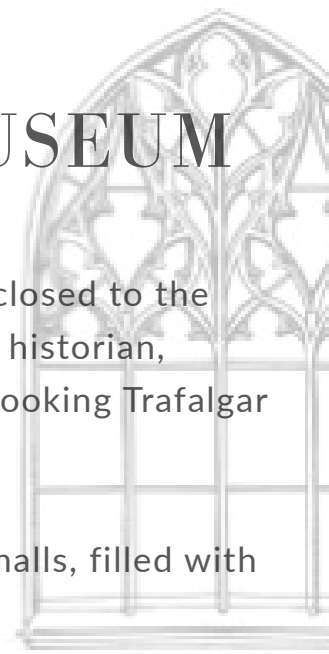 USEUM
closed to the
historian,
ooking Trafalgar
halls, filled with